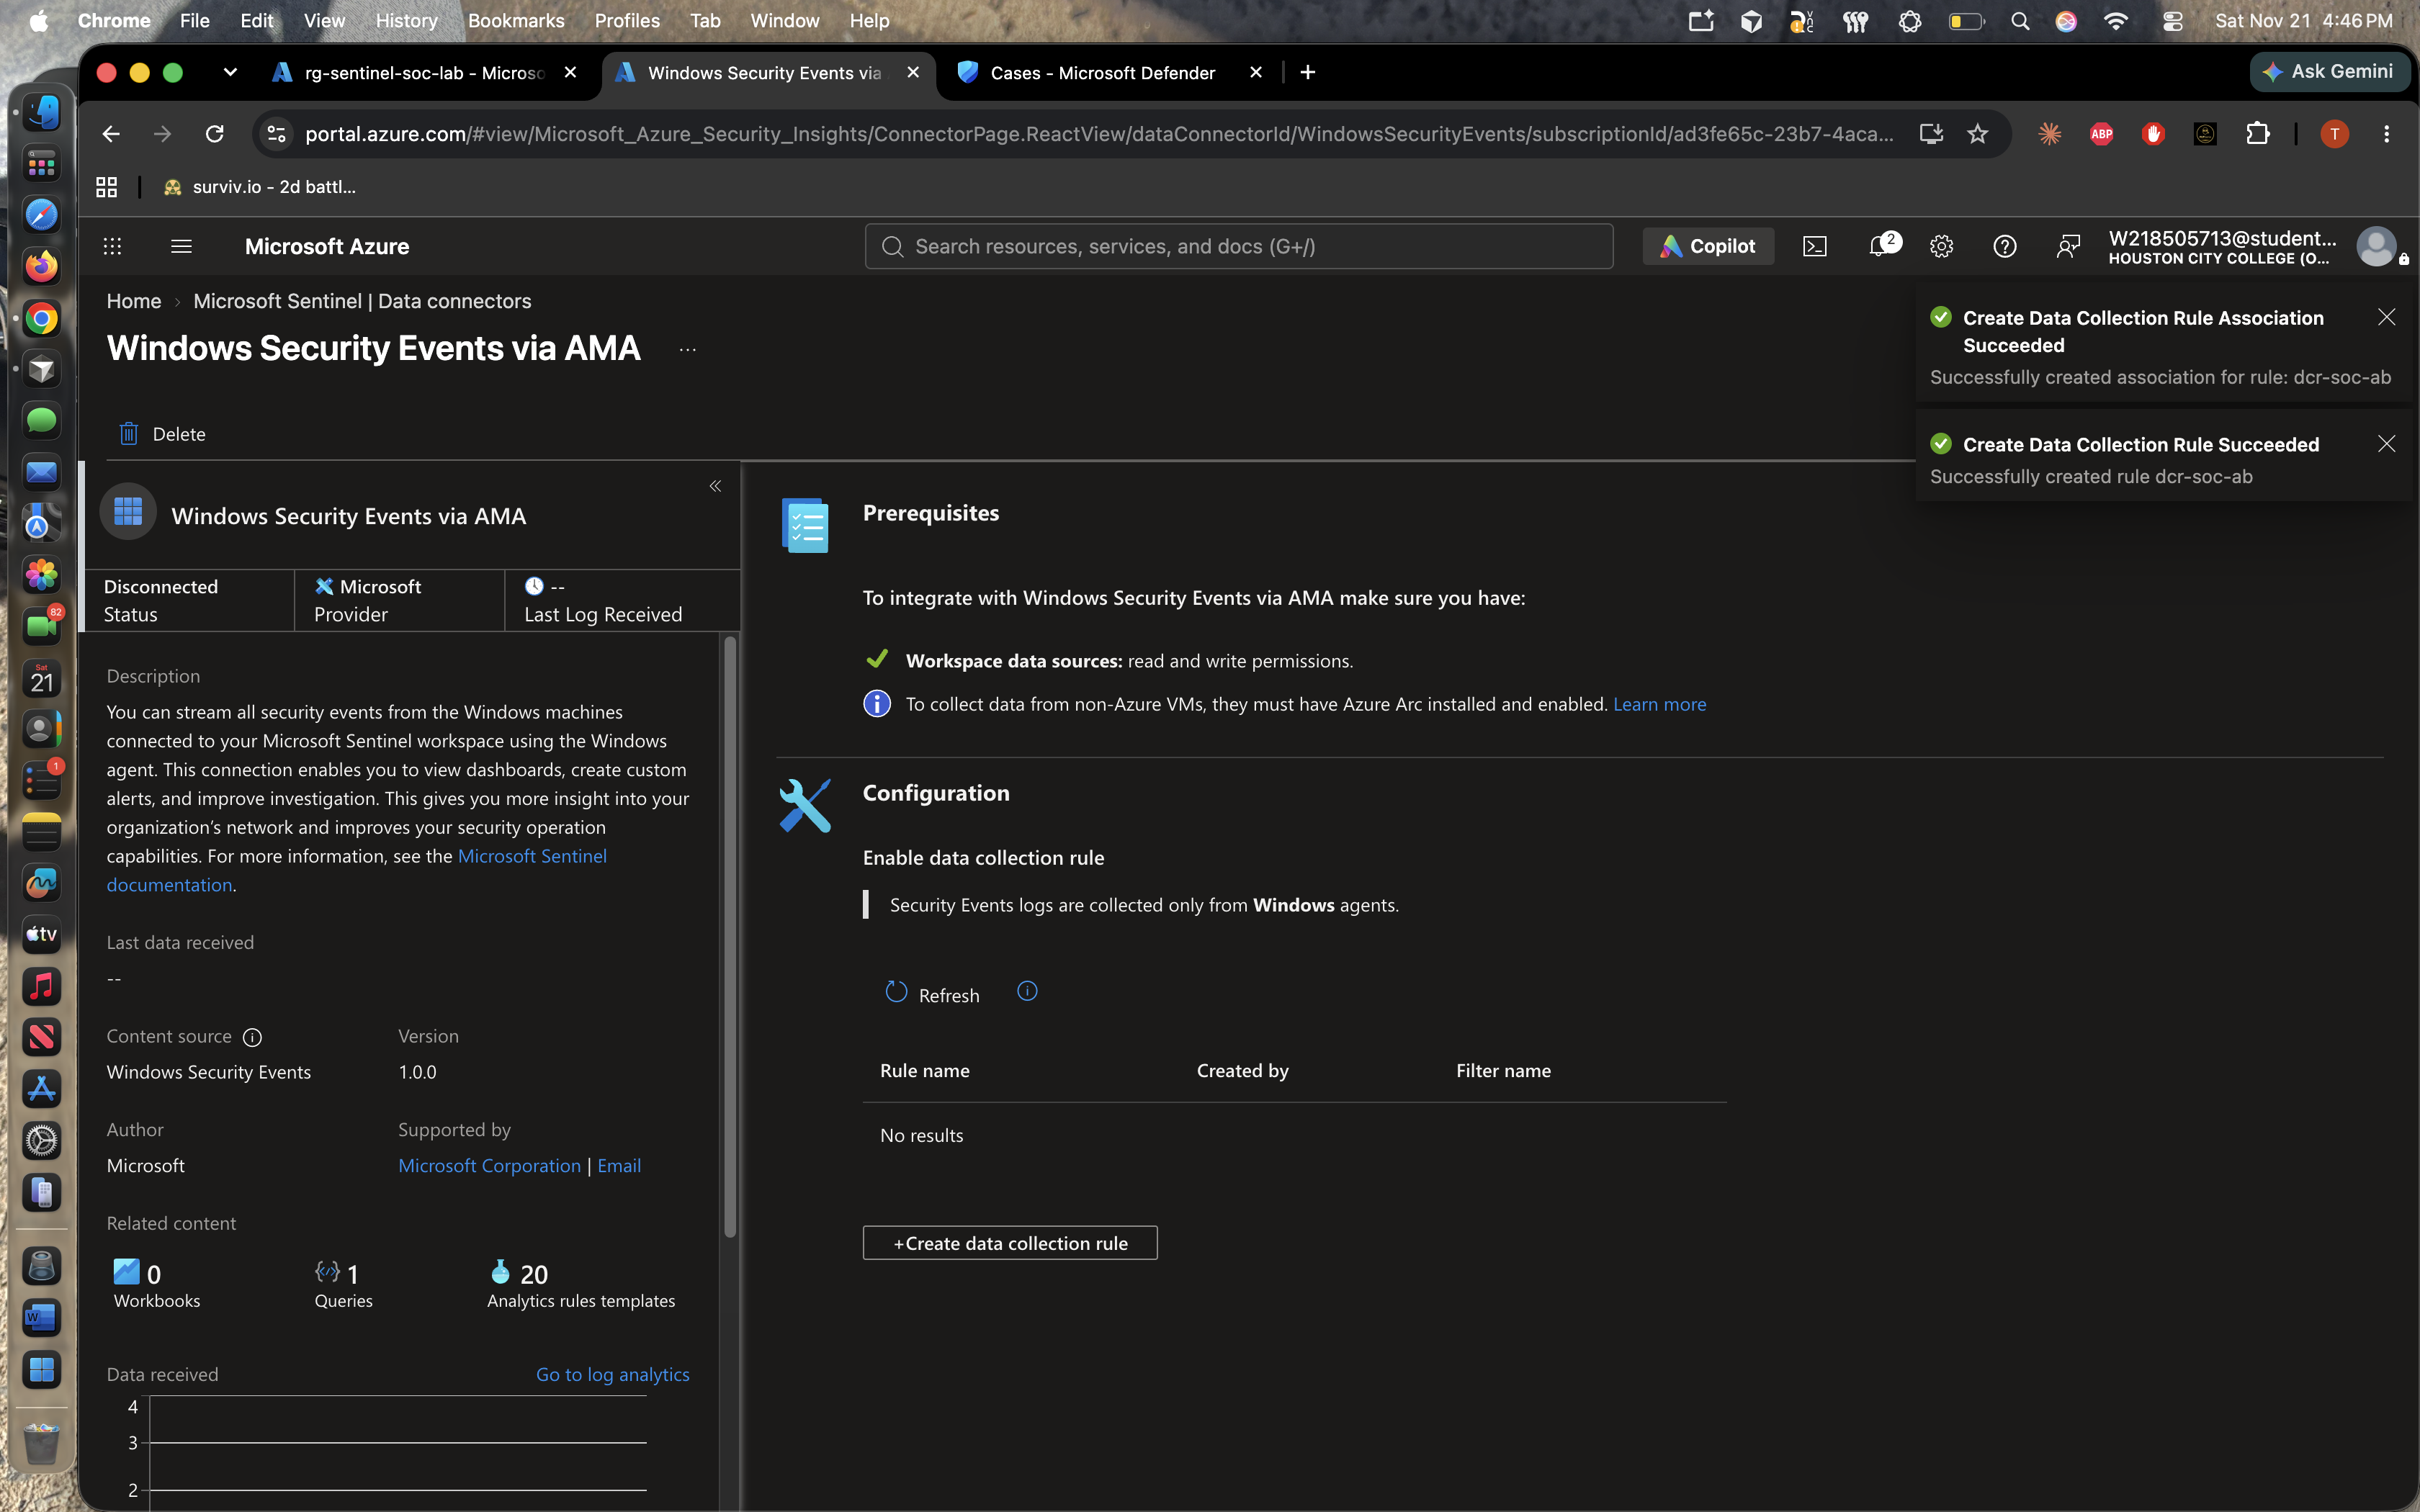 Chrome File Edit View History Bookmarks Profiles Tab Window Help Sat Nov 21 4:46 PM
rg-sentinel-soc-lab - Microso Windows Security Events via Cases - Microsoft Defender Ask Gemini
portal.azure.com/#view/Microsoft_Azure_Security_Insights/ConnectorPage.ReactView/dataConnectorId/WindowsSecurityEvents/subscriptionId/ad3fe65c-23b7-4aca... ABP T
surviv.io - 2d battl...
Microsoft Azure Search resources, services, and docs (G+/) Copilot 2 W218505713@student...
HOUSTON CITY COLLEGE (O...
Home > Microsoft Sentinel | Data connectors
Windows Security Events via AMA ...
Create Data Collection Rule Association
Succeeded
Successfully created association for rule: dcr-soc-ab
Create Data Collection Rule Succeeded
Successfully created rule dcr-soc-ab
Delete
Windows Security Events via AMA
Disconnected
Status
Microsoft
Provider
--
Last Log Received
Description
You can stream all security events from the Windows machines
connected to your Microsoft Sentinel workspace using the Windows
agent. This connection enables you to view dashboards, create custom
alerts, and improve investigation. This gives you more insight into your
organization's network and improves your security operation
capabilities. For more information, see the Microsoft Sentinel
documentation.
Last data received
--
Content source Version
Windows Security Events 1.0.0
Author Supported by
Microsoft Microsoft Corporation | Email
Related content
0 1 20
Workbooks Queries Analytics rules templates
Data received Go to log analytics
4
3
2
Prerequisites
To integrate with Windows Security Events via AMA make sure you have:
Workspace data sources: read and write permissions.
To collect data from non-Azure VMs, they must have Azure Arc installed and enabled. Learn more
Configuration
Enable data collection rule
Security Events logs are collected only from Windows agents.
Refresh
Rule name Created by Filter name
No results
+Create data collection rule
82
Sat
21
1
tv
W